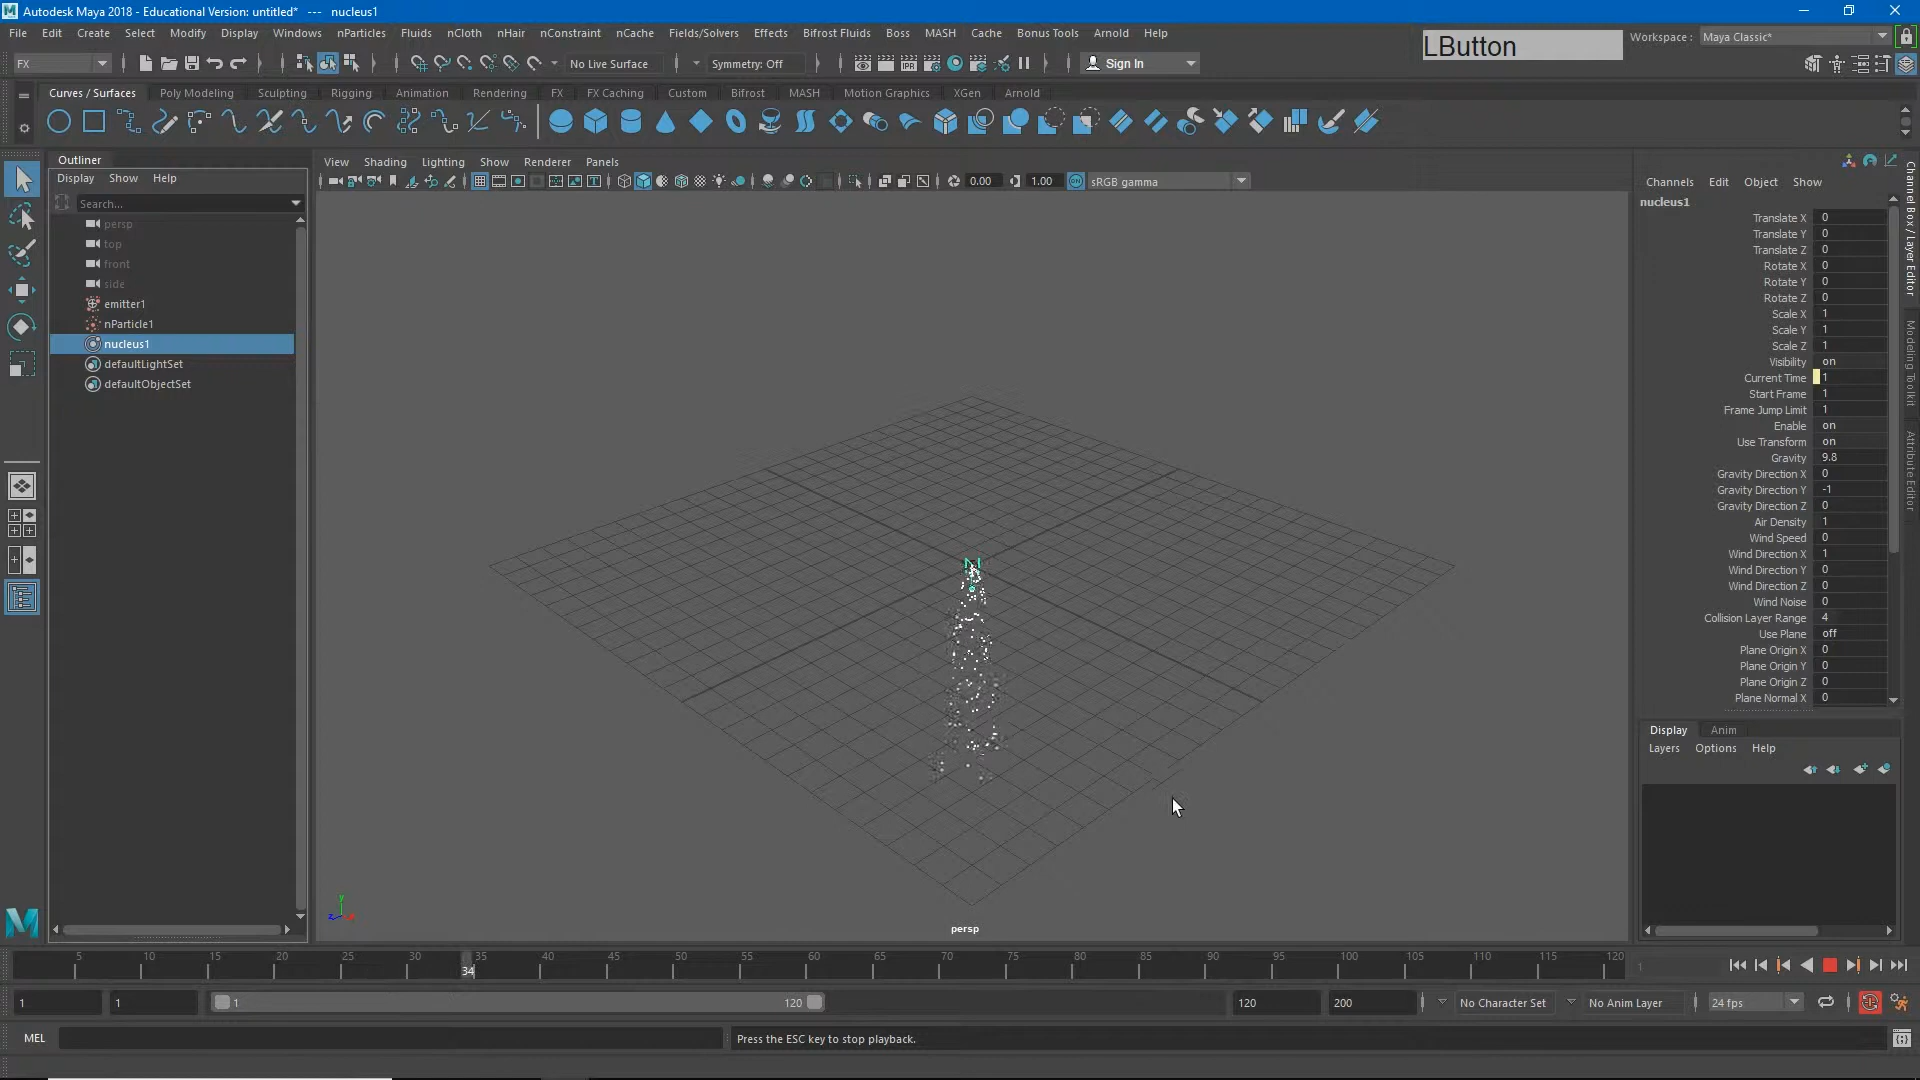 Autodesk Maya 2018 - Educational Version: untitled* --- nucleus1
File Edit Create Select Modify Display Windows nParticles Fluids nCloth nHair nConstraint nCache Fields/Solvers Effects Bifrost Fluids Boss MASH Cache Bonus Tools Arnold Help
LButton
Workspace : Maya Classic*
FX No Live Surface Symmetry: Off IPR Sign In
Curves / Surfaces Poly Modeling Sculpting Rigging Animation Rendering FX FX Caching Custom Bifrost MASH Motion Graphics XGen Arnold
Outliner
Display Show Help
Search...
persp
top
front
side
emitter1
nParticle1
nucleus1
defaultLightSet
defaultObjectSet
View Shading Lighting Show Renderer Panels
0.00 1.00 ON sRGB gamma
N
y
z x
persp
Channels Edit Object Show
nucleus1
Translate X 0
Translate Y 0
Translate Z 0
Rotate X 0
Rotate Y 0
Rotate Z 0
Scale X 1
Scale Y 1
Scale Z 1
Visibility on
Current Time 1
Start Frame 1
Frame Jump Limit 1
Enable on
Use Transform on
Gravity 9.8
Gravity Direction X 0
Gravity Direction Y -1
Gravity Direction Z 0
Air Density 1
Wind Speed 0
Wind Direction X 1
Wind Direction Y 0
Wind Direction Z 0
Wind Noise 0
Collision Layer Range 4
Use Plane off
Plane Origin X 0
Plane Origin Y 0
Plane Origin Z 0
Plane Normal X 0
Channel Box / Layer Editor
Modeling Toolkit
Attribute Editor
Display Anim
Layers Options Help
5 10 15 20 25 30 35 40 45 50 55 60 65 70 75 80 85 90 95 100 105 110 115 120
34
1
1 1 1 120 120 200 No Character Set No Anim Layer 24 fps
MEL Press the ESC key to stop playback.